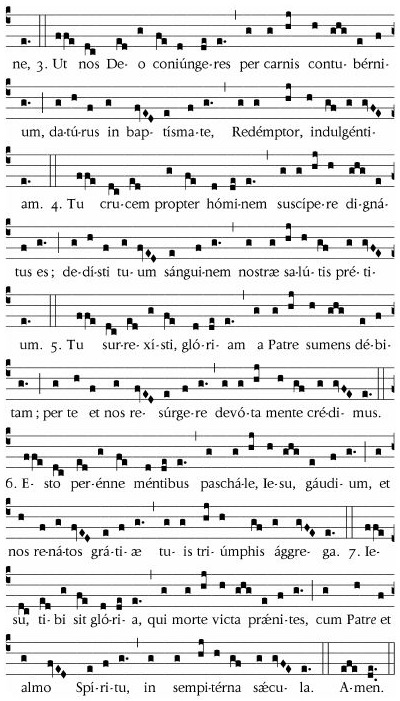 ne, 3. Ut nos De- o coniúnge-res per carnis contu-bérni-
um, da-tú-rus in bap-tísma-te, Redémptor, indulgénti-
am. 4. Tu cru-cem propter hómi-nem suscípe-re digná-
tus es; de-dí-sti tu-um sángui-nem nostræ sa-lú-tis pré-ti-
um. 5. Tu sur-re-xí-sti, gló-ri- am a Patre sumens dé-bi-
tam; per te et nos re- súrge-re devó-ta mente cré-di- mus.
6. E- sto per-énne méntibus paschá-le, Ie-su, gáudi-um, et
nos re-ná-tos grá-ti-æ tu-is tri-úmphis ággre- ga. 7. Ie-
su, ti-bi sit gló-ri-a, qui morte victa prǽni-tes, cum Patre et
almo Spí-ri-tu, in sempi-térna sǽcu- la. A-men.